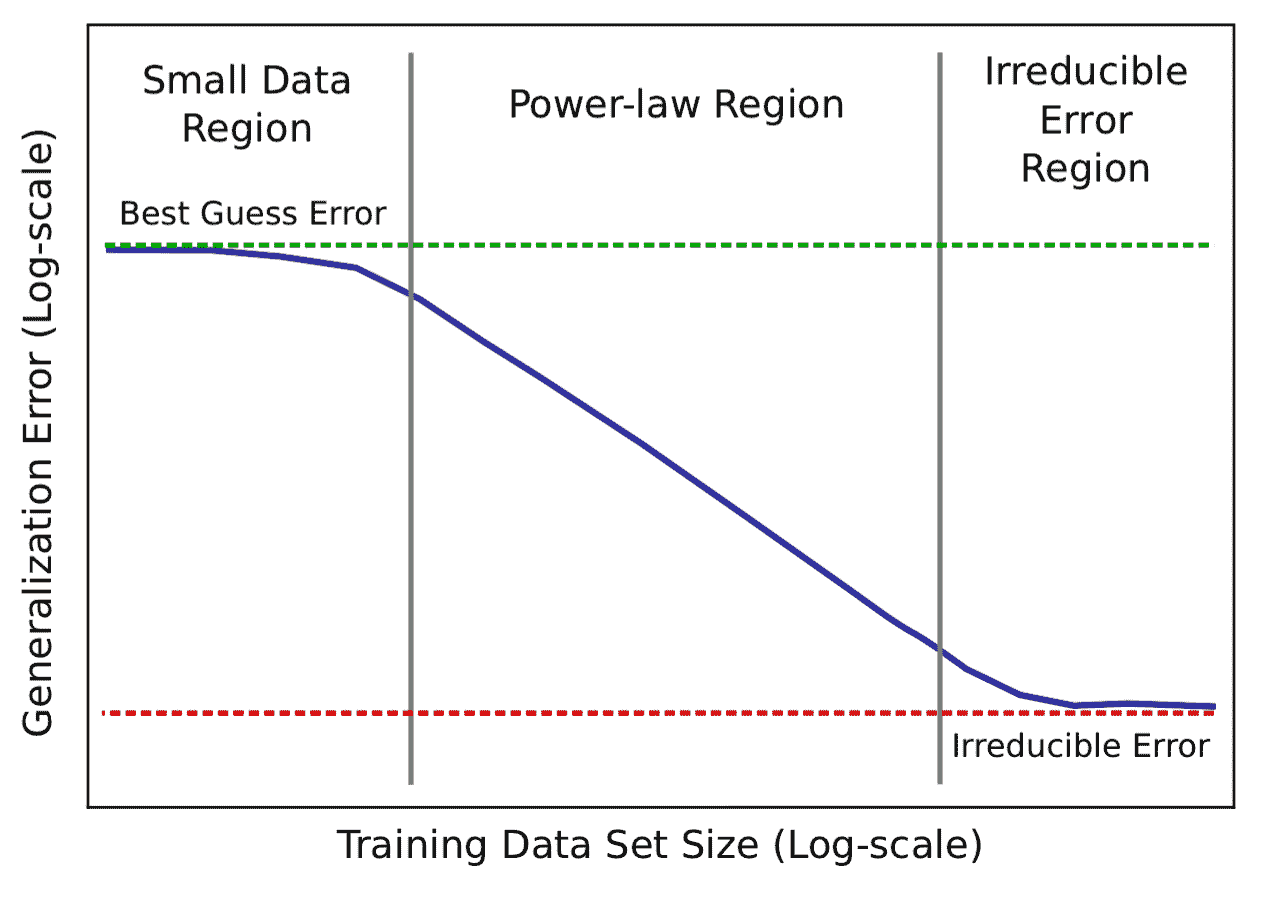 Small Data
Region
Power-law Region
Irreducible
Error
Region
Best Guess Error
Generalization Error (Log-scale)
Irreducible Error
Training Data Set Size (Log-scale)